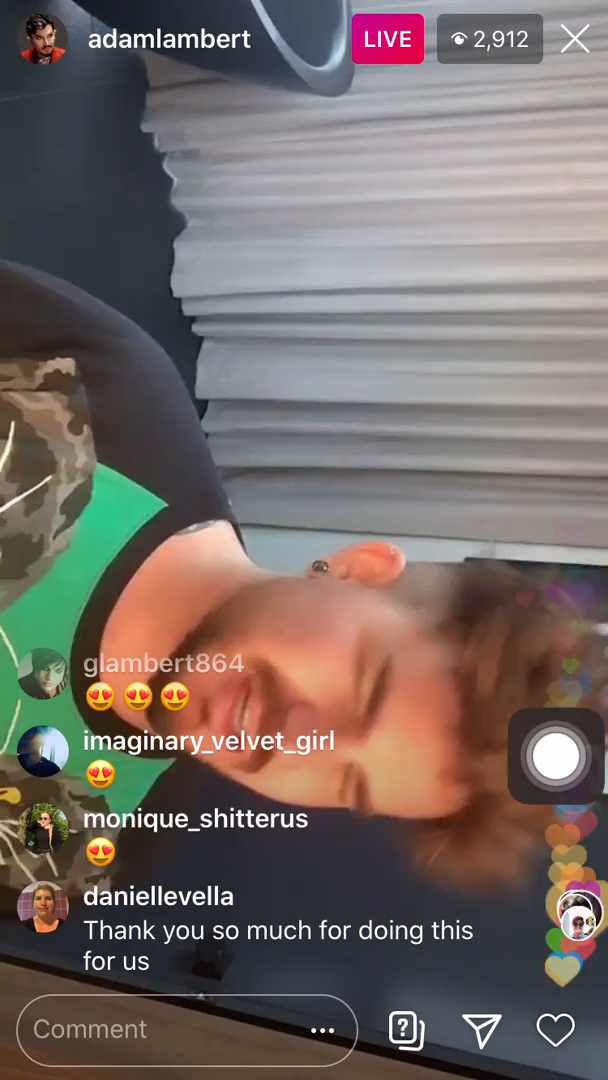 adamlambert
LIVE
2,912
glambert864
😍😍😍
imaginary_velvet_girl
😍
monique_shitterus
😍
daniellevella
Thank you so much for doing this
for us
Comment